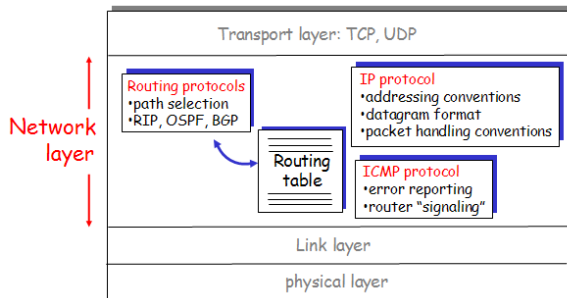 Transport layer: TCP, UDP
Network
layer
Routing protocols
•path selection
•RIP, OSPF, BGP
Routing
table
IP protocol
•addressing conventions
•datagram format
•packet handling conventions
ICMP protocol
•error reporting
•router “signaling”
Link layer
physical layer